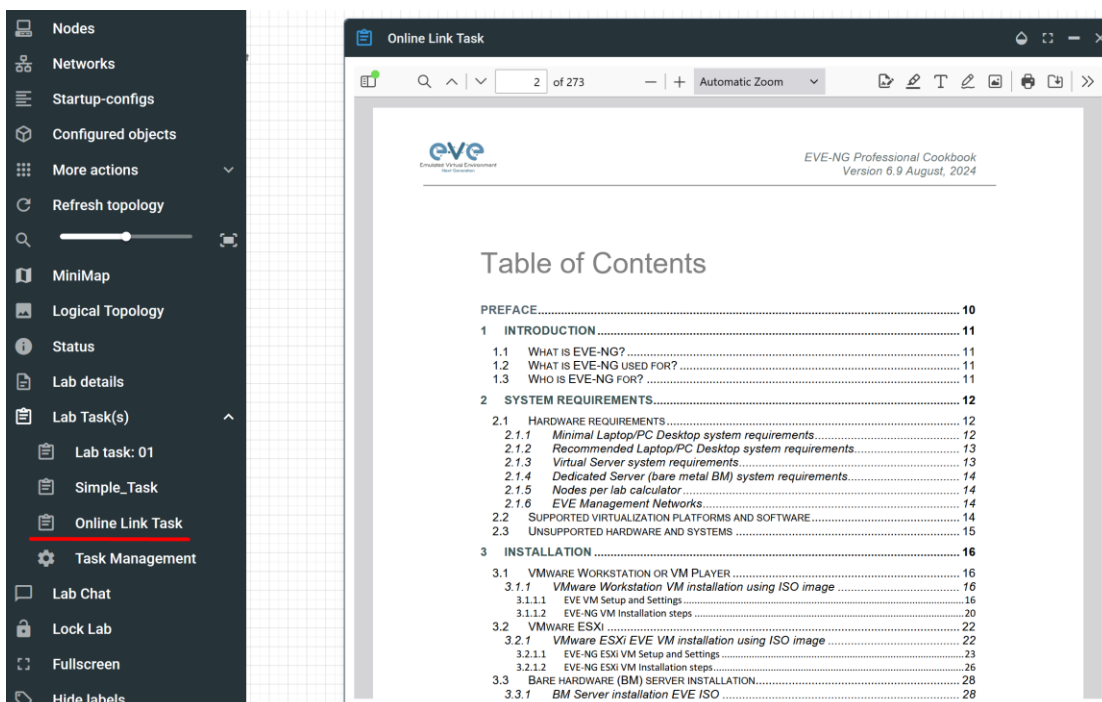 Nodes
Networks
Startup-configs
Configured objects
More actions
Refresh topology
MiniMap
Logical Topology
Status
Lab details
Lab Task(s)
Lab task: 01
Simple_Task
Online Link Task
Task Management
Lab Chat
Lock Lab
Fullscreen
Hide labels
Online Link Task
2 of 273 Automatic Zoom
eve
Emulated Virtual Environment
Next Generation
EVE-NG Professional Cookbook
Version 6.9 August, 2024
Table of Contents
PREFACE 10
1 INTRODUCTION 11
1.1 WHAT IS EVE-NG? 11
1.2 WHAT IS EVE-NG USED FOR? 11
1.3 WHO IS EVE-NG FOR? 11
2 SYSTEM REQUIREMENTS 12
2.1 HARDWARE REQUIREMENTS 12
2.1.1 Minimal Laptop/PC Desktop system requirements 12
2.1.2 Recommended Laptop/PC Desktop system requirements 13
2.1.3 Virtual Server system requirements 13
2.1.4 Dedicated Server (bare metal BM) system requirements 14
2.1.5 Nodes per lab calculator 14
2.1.6 EVE Management Networks 14
2.2 SUPPORTED VIRTUALIZATION PLATFORMS AND SOFTWARE 14
2.3 UNSUPPORTED HARDWARE AND SYSTEMS 15
3 INSTALLATION 16
3.1 VMWARE WORKSTATION OR VM PLAYER 16
3.1.1 VMware Workstation VM installation using ISO image 16
3.1.1.1 EVE VM Setup and Settings 16
3.1.1.2 EVE-NG VM Installation steps 20
3.2 VMWARE ESXI 22
3.2.1 VMware ESXi EVE VM installation using ISO image 22
3.2.1.1 EVE-NG ESXi VM Setup and Settings 23
3.2.1.2 EVE-NG ESXi VM Installation steps 26
3.3 BARE HARDWARE (BM) SERVER INSTALLATION 28
3.3.1 BM Server installation EVE ISO 28